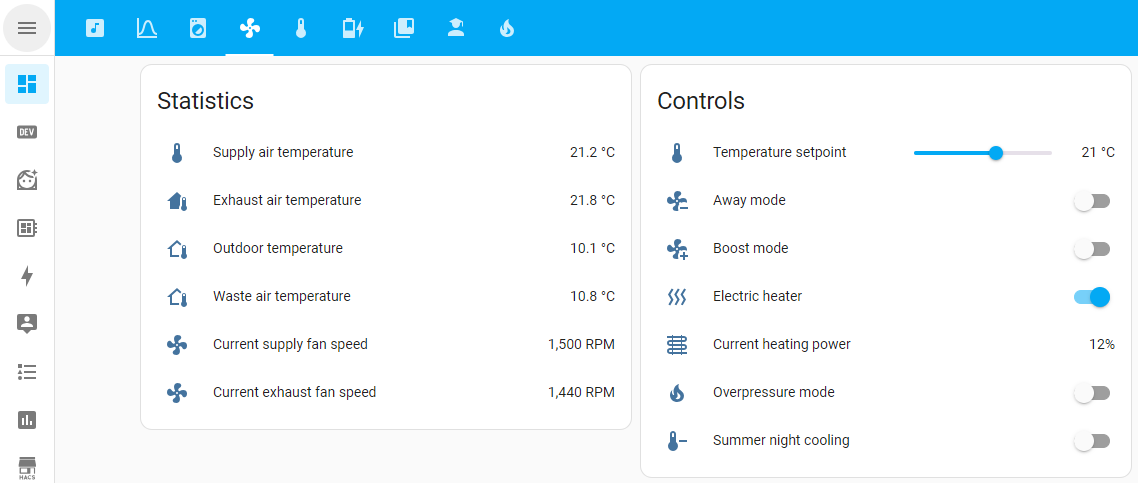 DEV
HACS
Statistics
Supply air temperature 21.2 °C
Exhaust air temperature 21.8 °C
Outdoor temperature 10.1 °C
Waste air temperature 10.8 °C
Current supply fan speed 1,500 RPM
Current exhaust fan speed 1,440 RPM
Controls
Temperature setpoint 21 °C
Away mode
Boost mode
Electric heater
Current heating power 12%
Overpressure mode
Summer night cooling